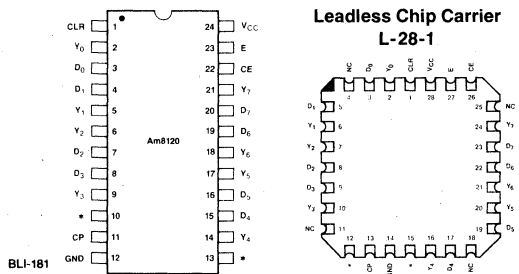 Leadless Chip Carrier
L-28-1
CLR 1 24 VCC
Y0 2 23 E
D0 3 22 CE
D1 4 21 Y7
Y1 5 20 D7
Y2 6 19 D6
Am8120
D2 7 18 Y6
D3 8 17 Y5
Y3 9 16 D5
* 10 15 D4
CP 11 14 Y4
GND 12 13 *
BLI-181
NC D0 Y0 CLR VCC E CE
4 3 2 1 28 27 26
D1 5 25 NC
Y1 6 24 Y7
Y2 7 23 D7
D2 8 22 D6
D3 9 21 Y6
Y3 10 20 Y5
NC 11 19 D5
12 13 14 15 16 17 18
* CP GND * Y4 D4 NC